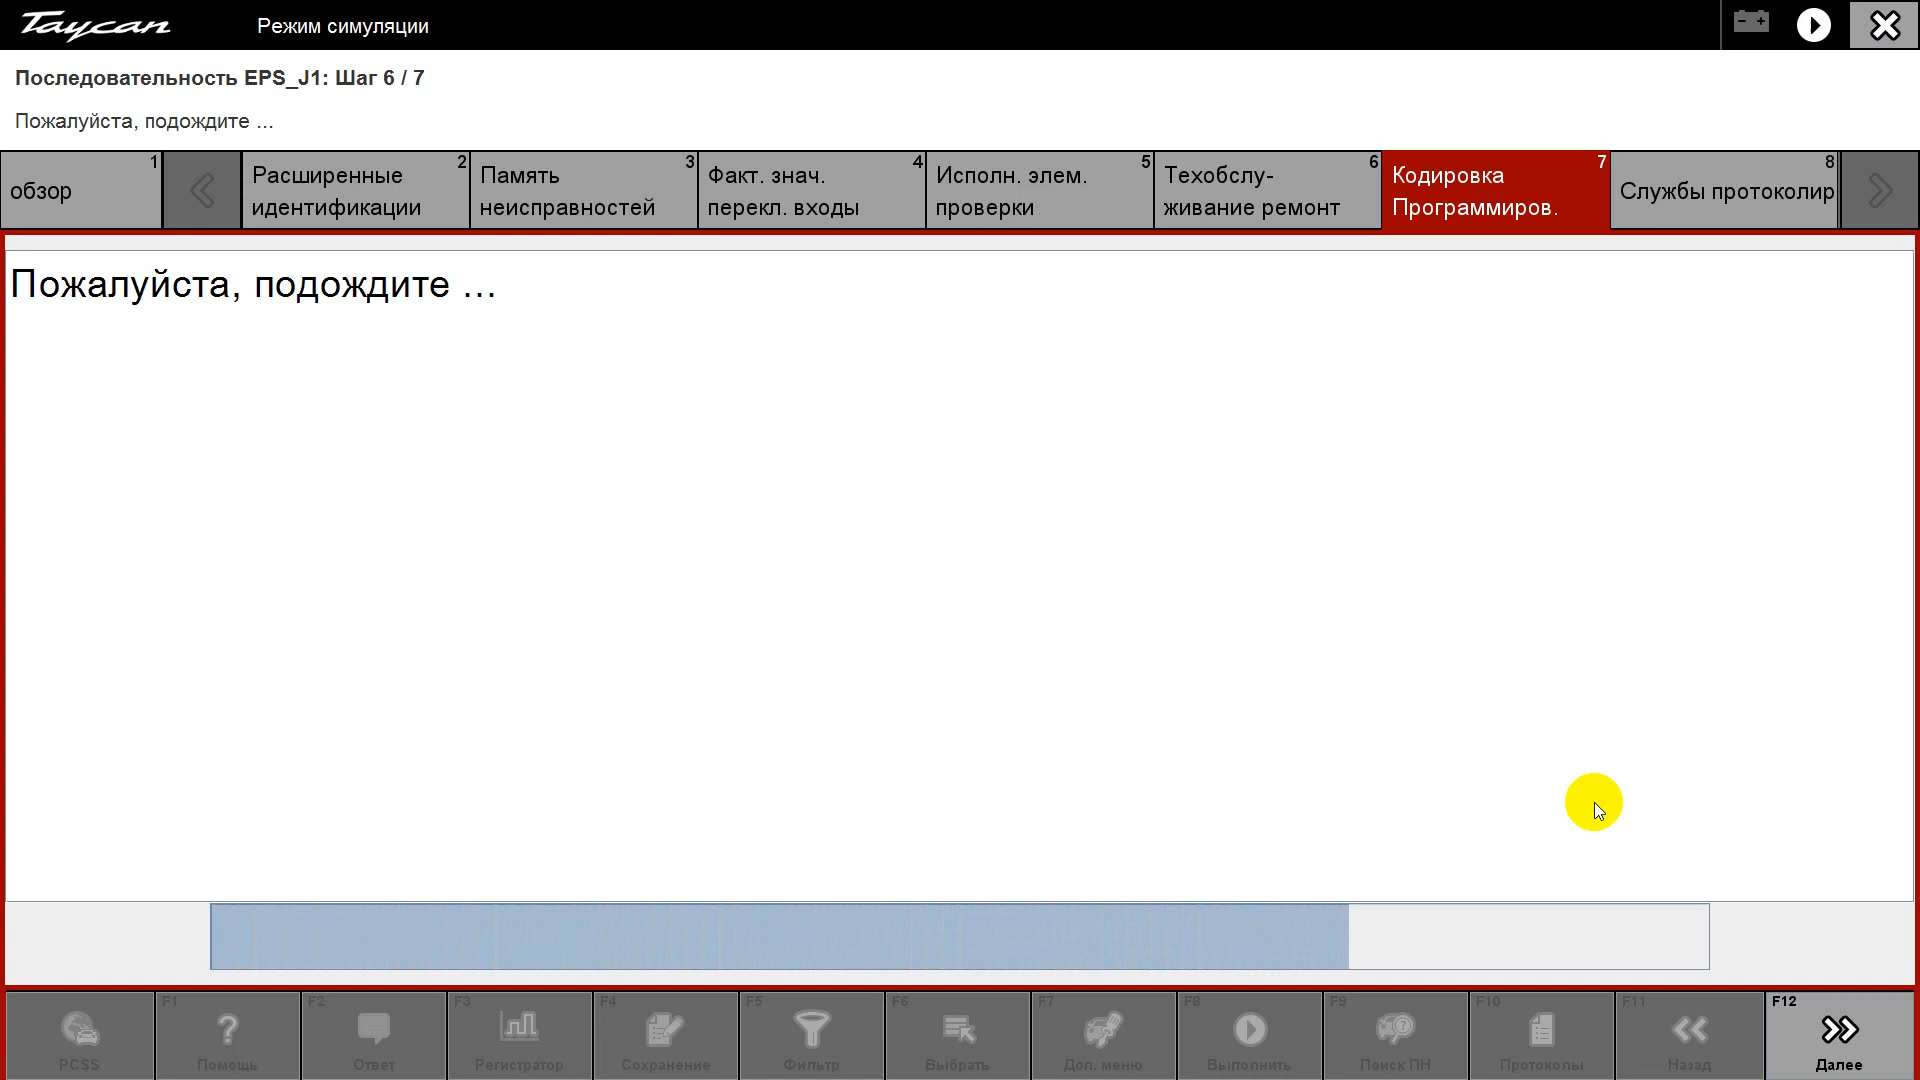 Taycan
Режим симуляции
Последовательность EPS_J1: Шаг 6 / 7
Пожалуйста, подождите ...
обзор
1
Расширенные
идентификации
2
Память
неисправностей
3
Факт. знач.
перекл. входы
4
Исполн. элем.
проверки
5
Техобслу-
живание ремонт
6
Кодировка
Программиров.
7
Службы протоколир
8
Пожалуйста, подождите ...
PCSS
F1
Помощь
F2
Ответ
F3
Регистратор
F4
Сохранение
F5
Фильтр
F6
Выбрать
F7
Доп. меню
F8
Выполнить
F9
Поиск ПН
F10
Протоколы
F11
Назад
F12
Далее